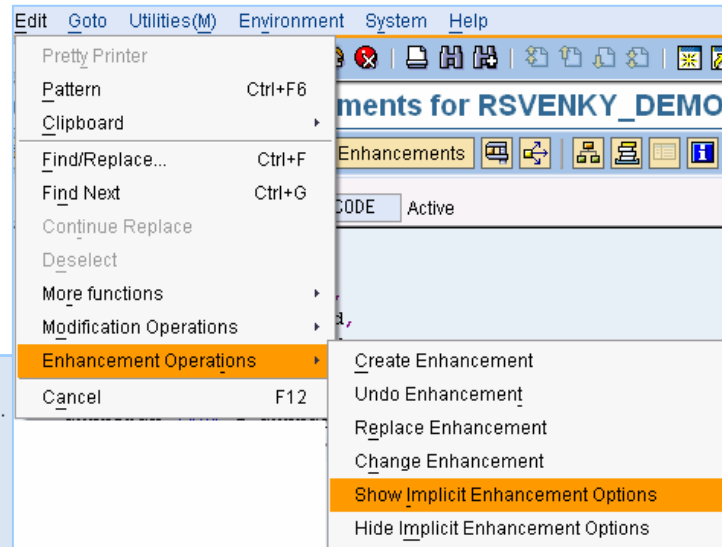 Edit Goto Utilities(M) Environment System Help
Pretty Printer
Pattern Ctrl+F6
ments for RSVENKY_DEMO
Clipboard
Find/Replace... Ctrl+F
Enhancements
Find Next Ctrl+G
CODE Active
Continue Replace
Deselect
More functions
Modification Operations
Enhancement Operations
Create Enhancement
Cancel F12
Undo Enhancement
Replace Enhancement
Change Enhancement
Show Implicit Enhancement Options
Hide Implicit Enhancement Options